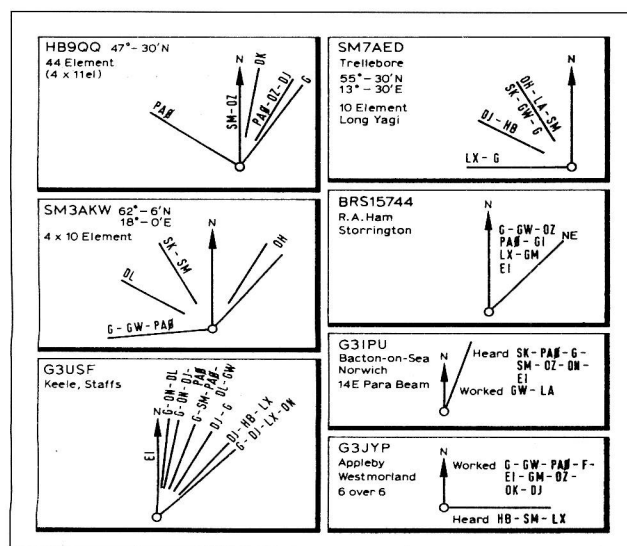 HB9QQ 47°-30'N
44 Element
(4 x 11el)
N
PAØ
SM-OZ
OK
PAØ-OZ-DJ
G
SM3AKW 62°-6'N
18°-0'E
4 x 10 Element
N
SK-SM
DL
OH
G-GW-PAØ
G3USF
Keele, Staffs
N
EI
G-ON-DL
G-ON-DJ-PAØ
G-SM-PAØ-DL-GW
DJ-G
DJ-HB-LX
G-DJ-LX-ON
SM7AED
Trellebore
55°-30'N
13°-30'E
10 Element
Long Yagi
N
OH-LA-SM
SK-GW-G
DJ-HB
LX-G
BRS15744
R.A.Ham
Storrington
N
G-GW-OZ
PAØ-GI
LX-GM
EI
NE
G3IPU
Bacton-on-Sea
Norwich
14E Para Beam
N
Heard SK-PAØ-G-
SM-OZ-ON-
EI
Worked GW-LA
G3JYP
Appleby
Westmorland
6 over 6
N
Worked G-GW-PAØ-F-
EI-GM-OZ-
OK-DJ
Heard HB-SM-LX